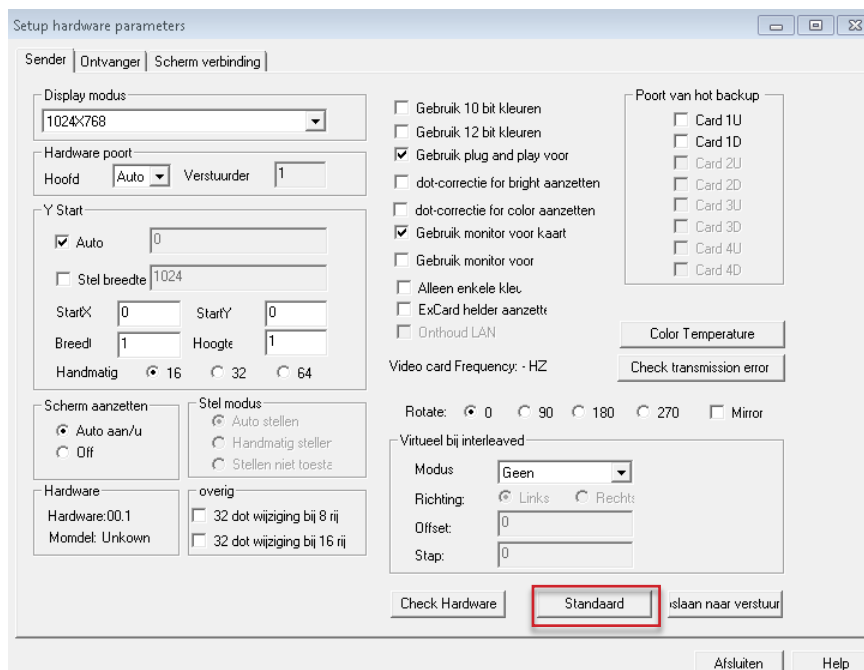 Setup hardware parameters
Sender
Ontvanger
Scherm verbinding
Display modus
1024X768
Hardware poort
Hoofd
Auto
Verstuurder
1
Y Start
Auto
0
Stel breedte
1024
StartX
0
StartY
0
Breed
1
Hoogte
1
Handmatig
16
32
64
Scherm aanzetten
Auto aan/u
Off
Stel modus
Auto stellen
Handmatig steller
Stellen niet toesta
Hardware
Hardware:00.1
Momdel: Unkown
overig
32 dot wijziging bij 8 rij
32 dot wijziging bij 16 rij
Gebruik 10 bit kleuren
Gebruik 12 bit kleuren
Gebruik plug and play voor
dot-correctie for bright aanzetten
dot-correctie for color aanzetten
Gebruik monitor voor kaart
Gebruik monitor voor
Alleen enkele kleu
ExCard helder aanzette
Onthoud LAN
Video card Frequency: - HZ
Poort van hot backup
Card 1U
Card 1D
Card 2U
Card 2D
Card 3U
Card 3D
Card 4U
Card 4D
Color Temperature
Check transmission error
Rotate:
0
90
180
270
Mirror
Virtueel bij interleaved
Modus
Geen
Richting:
Links
Rechts
Offset:
0
Stap:
0
Check Hardware
Standaard
slaan naar verstuur
Afsluiten
Help